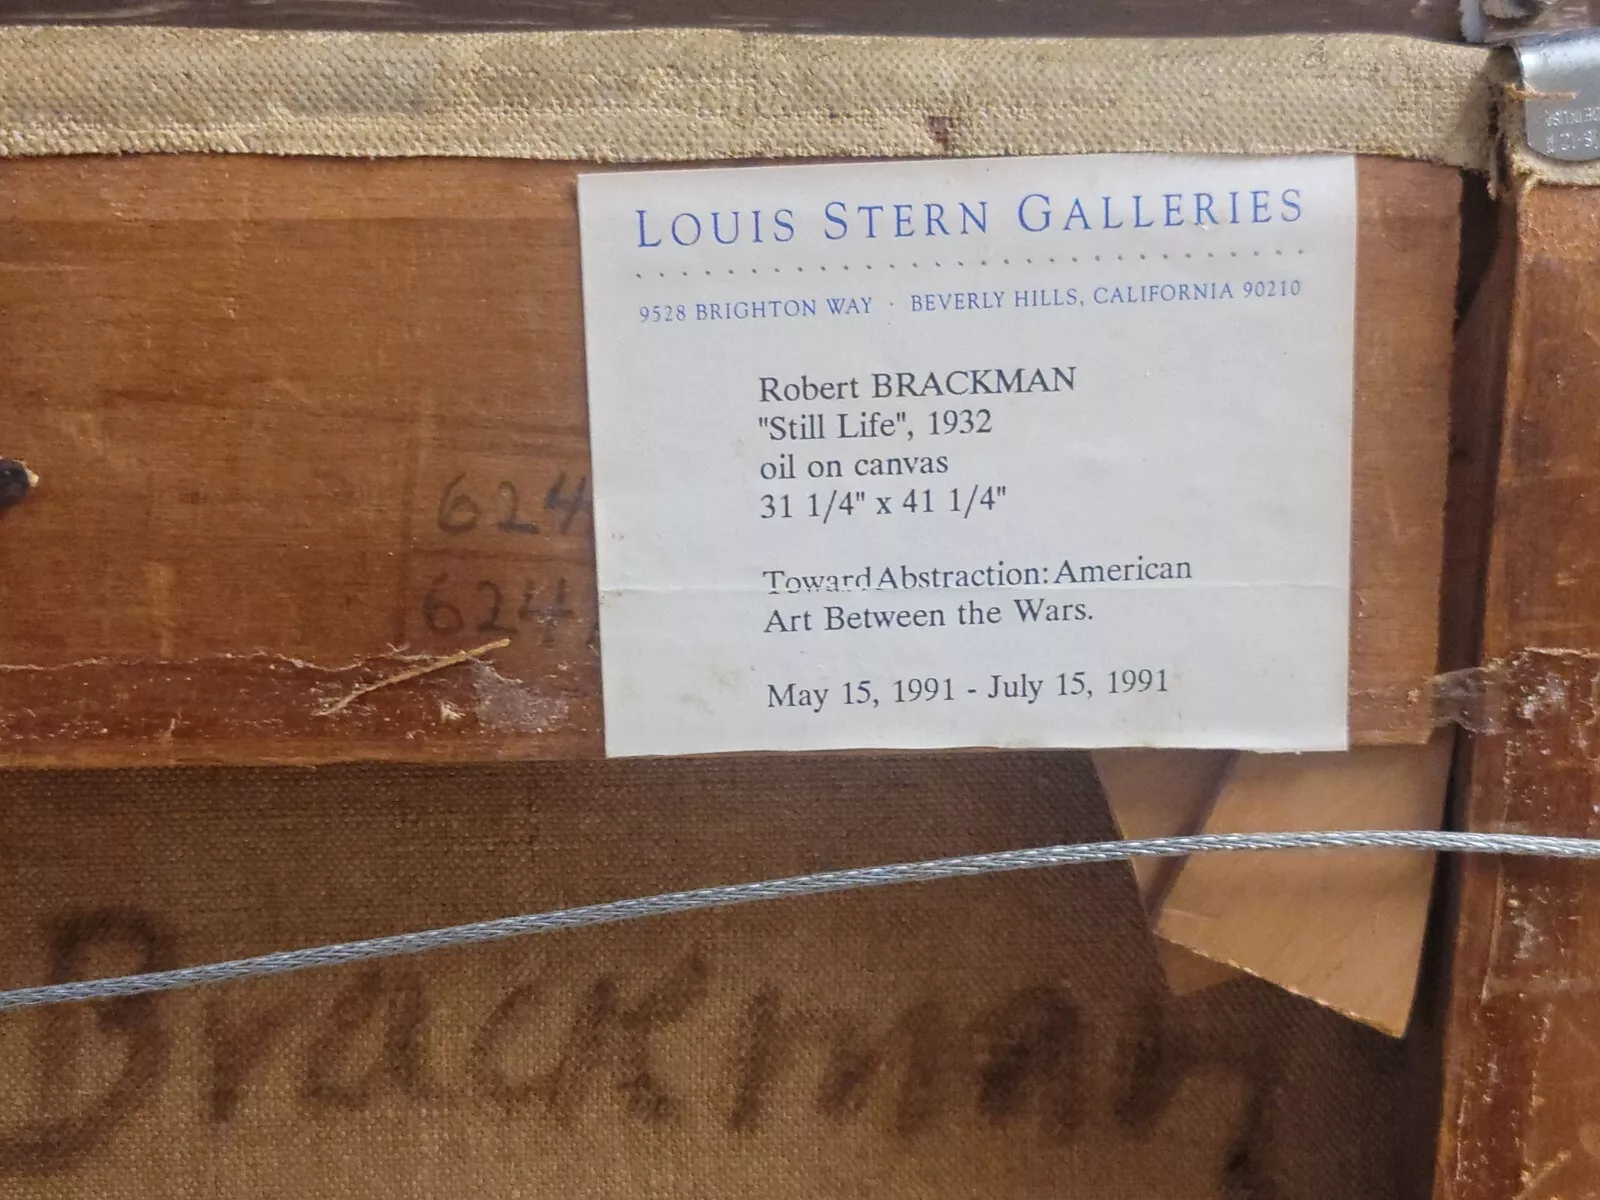 LOUIS STERN GALLERIES
9528 BRIGHTON WAY · BEVERLY HILLS, CALIFORNIA 90210
Robert BRACKMAN
"Still Life", 1932
oil on canvas
31 1/4" x 41 1/4"
Toward Abstraction: American
Art Between the Wars.
May 15, 1991 - July 15, 1991
624
624
Brackman